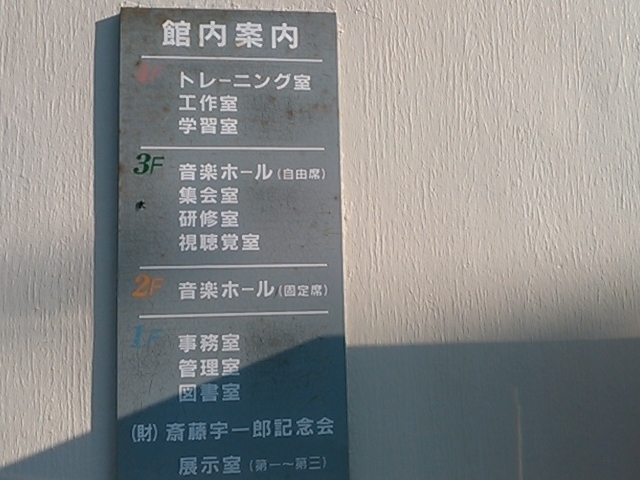 館内案内
4F トレーニング室
工作室
学習室
3F 音楽ホール(自由席)
集会室
研修室
視聴覚室
2F 音楽ホール(固定席)
1F 事務室
管理室
図書室
(財)斎藤宇一郎記念会
展示室(第一~第三)